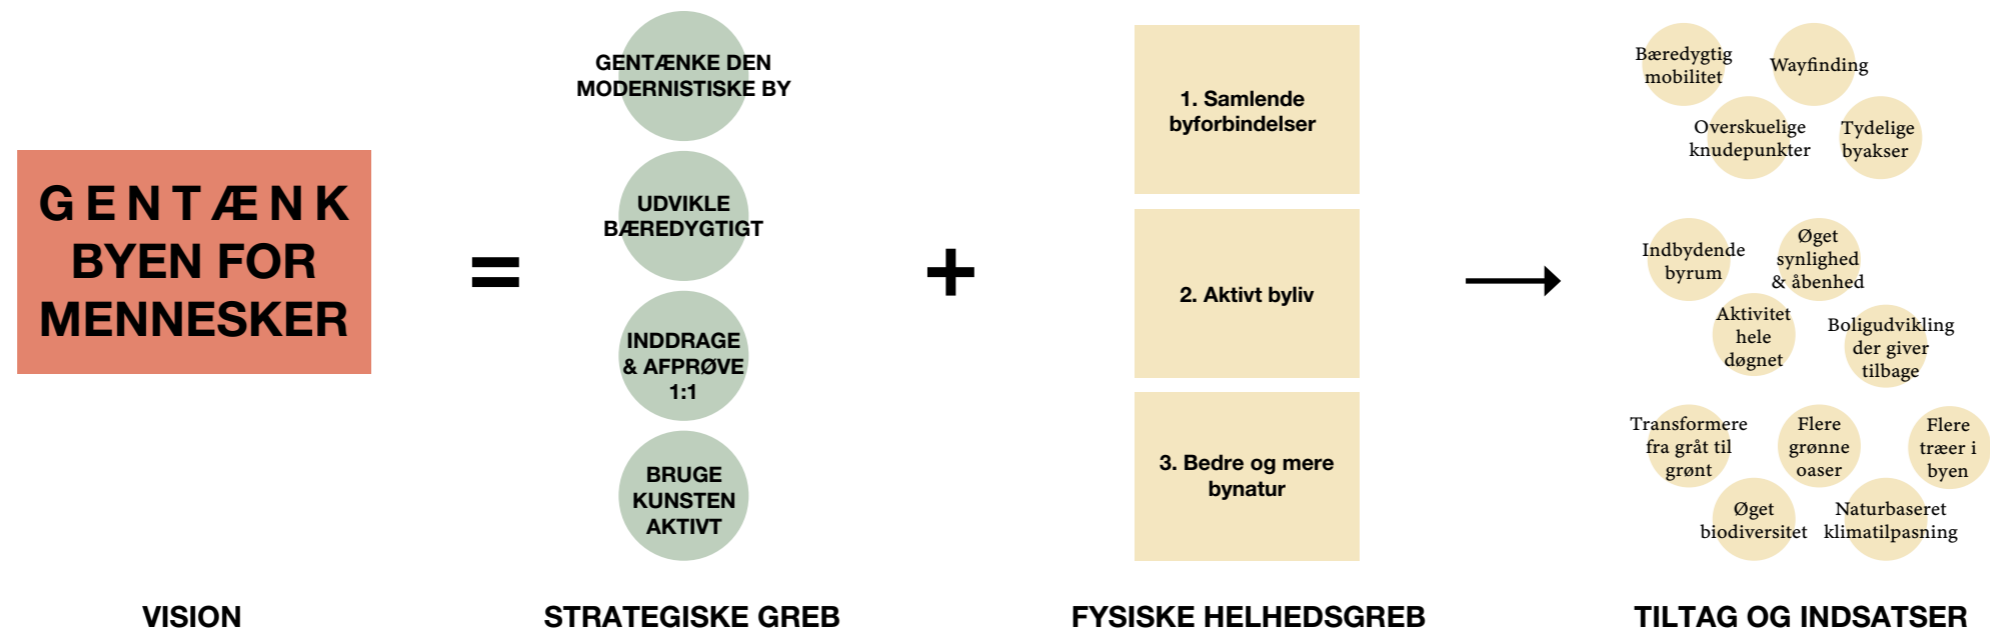 GENTÆNK
BYEN FOR
MENNESKER
VISION
=
GENTÆNKE DEN
MODERNISTISKE BY
UDVIKLE
BÆREDYGTIGT
INDDRAGE
& AFPRØVE
1:1
BRUGE
KUNSTEN
AKTIVT
STRATEGISKE GREB
+
1. Samlende
byforbindelser
2. Aktivt byliv
3. Bedre og mere
bynatur
FYSISKE HELHEDSGREB
Bæredygtig
mobilitet
Wayfinding
Overskuelige
knudepunkter
Tydelige
byakser
Indbydende
byrum
Øget
synlighed
& åbenhed
Aktivitet
hele
døgnet
Boligudvikling
der giver
tilbage
Transformere
fra gråt til
grønt
Flere
grønne
oaser
Flere
træer i
byen
Øget
biodiversitet
Naturbaseret
klimatilpasning
TILTAG OG INDSATSER